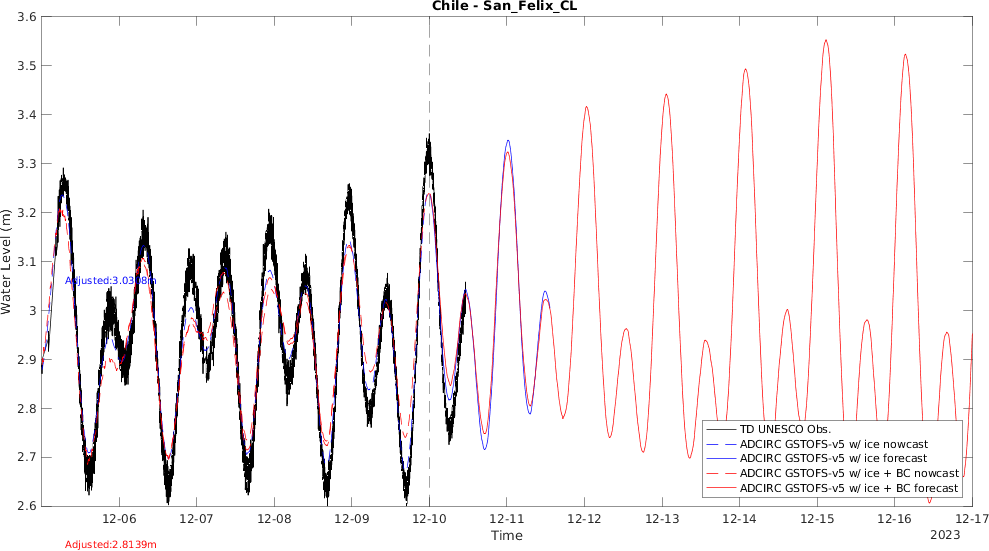 Chile - San_Felix_CL
3.6
3.5
3.4
3.3
3.2
3.1
3
2.9
2.8
2.7
2.6
Water Level (m)
Adjusted:3.0308m
TD UNESCO Obs.
ADCIRC GSTOFS-v5 w/ ice nowcast
ADCIRC GSTOFS-v5 w/ ice forecast
ADCIRC GSTOFS-v5 w/ ice + BC nowcast
ADCIRC GSTOFS-v5 w/ ice + BC forecast
12-06 12-07 12-08 12-09 12-10 12-11 12-12 12-13 12-14 12-15 12-16 12-17
Time
2023
Adjusted:2.8139m